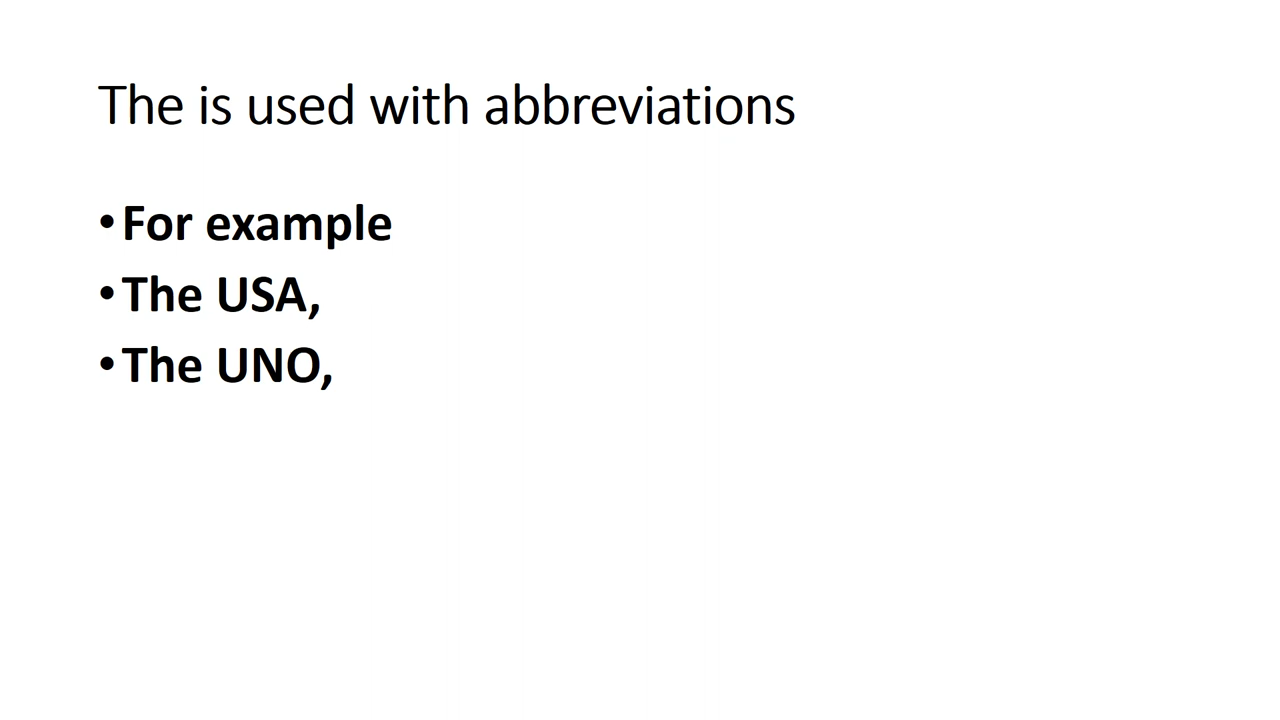 The is used with abbreviations
•For example
•The USA,
•The UNO,